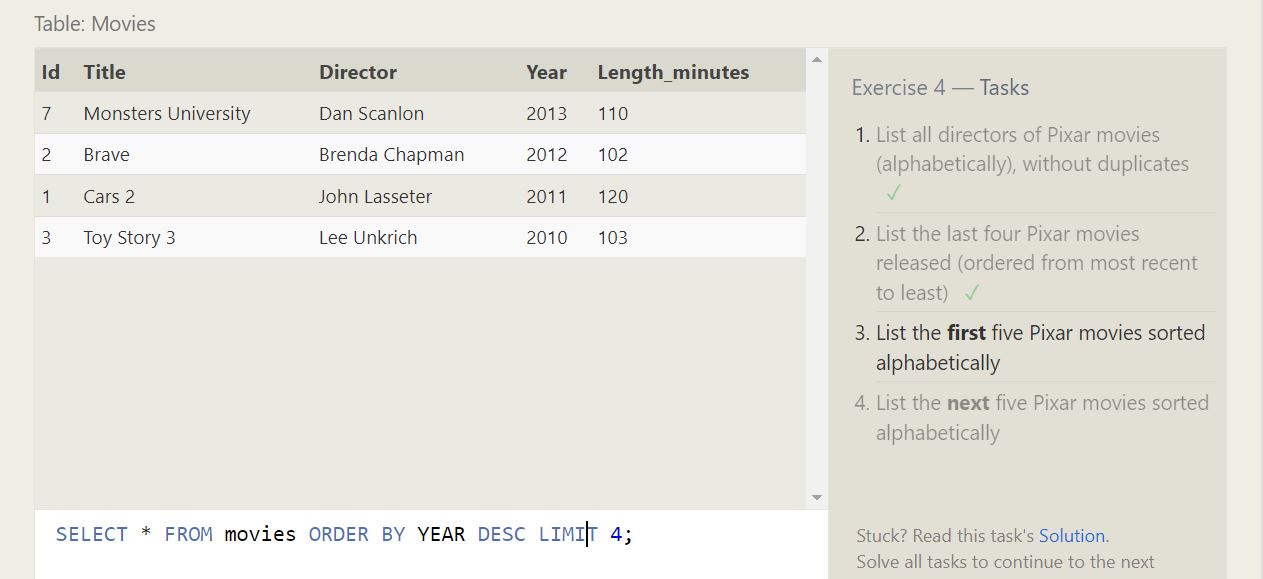 Table: Movies
Id Title Director Year Length_minutes
7 Monsters University Dan Scanlon 2013 110
2 Brave Brenda Chapman 2012 102
1 Cars 2 John Lasseter 2011 120
3 Toy Story 3 Lee Unkrich 2010 103
SELECT * FROM movies ORDER BY YEAR DESC LIMIT 4;
Exercise 4 — Tasks
1. List all directors of Pixar movies
(alphabetically), without duplicates
✓
2. List the last four Pixar movies
released (ordered from most recent
to least) ✓
3. List the first five Pixar movies sorted
alphabetically
4. List the next five Pixar movies sorted
alphabetically
Stuck? Read this task's Solution.
Solve all tasks to continue to the next